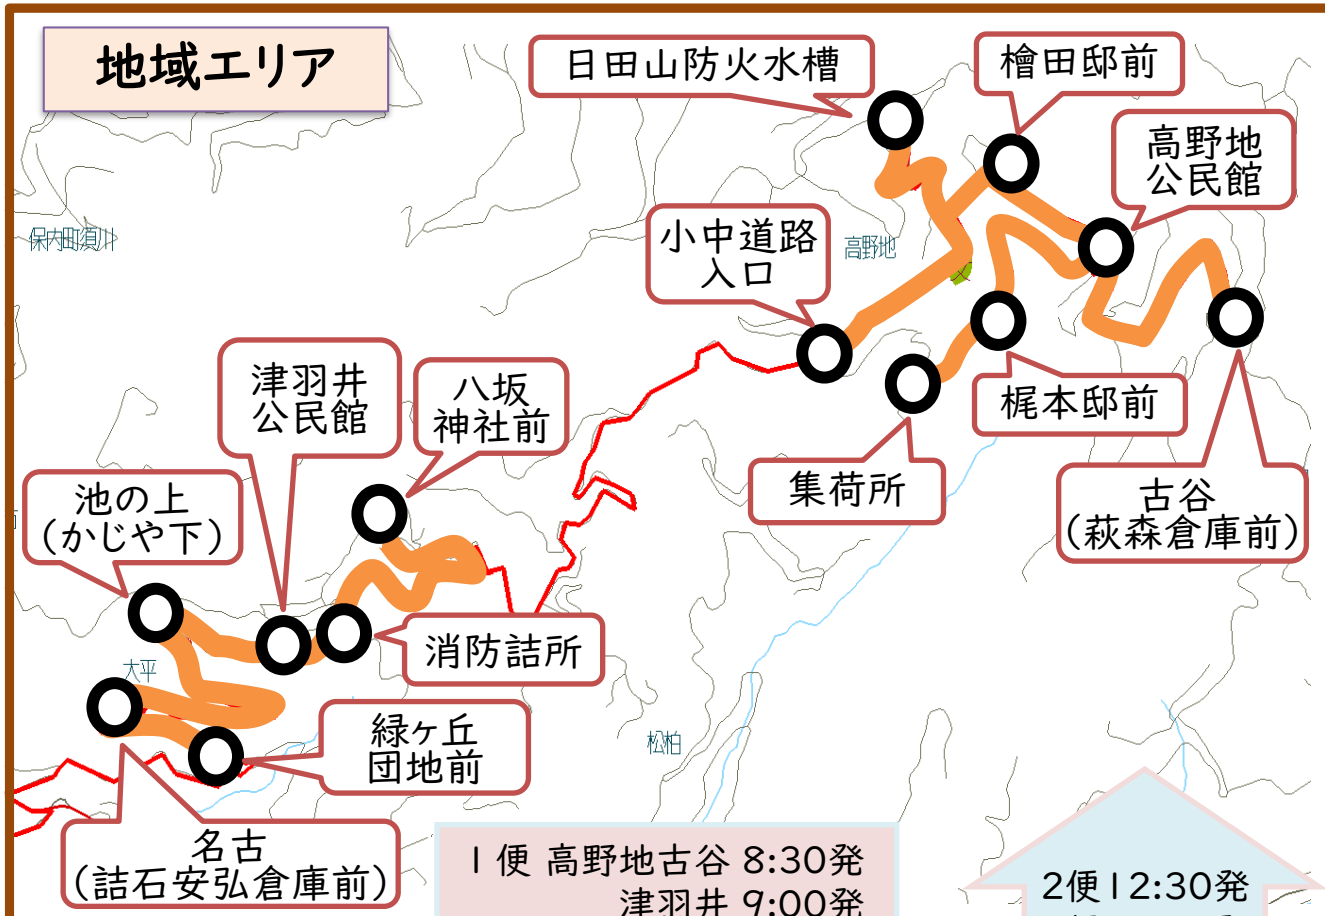 地域エリア
日田山防火水槽
檜田邸前
高野地
公民館
小中道路
入口
高野地
保内町須川
津羽井
公民館
八坂
神社前
梶本邸前
集荷所
古谷
（萩森倉庫前）
池の上
（かじや下）
消防詰所
大平
緑ヶ丘
団地前
松柏
名古
（詰石安弘倉庫前）
1便 高野地古谷 8:30発
津羽井 9:00発
2便12:30発